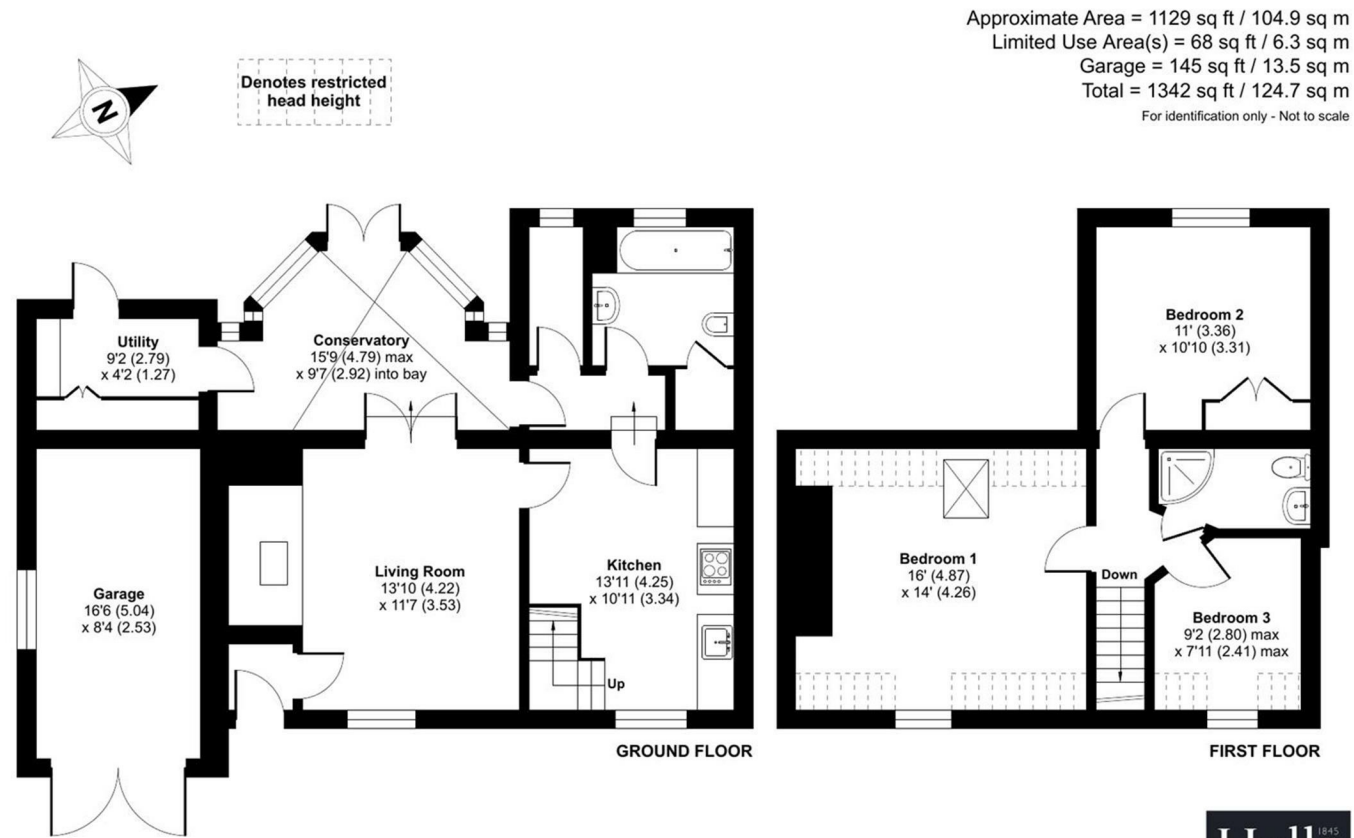 Approximate Area = 1129 sq ft / 104.9 sq m
Limited Use Area(s) = 68 sq ft / 6.3 sq m
Garage = 145 sq ft / 13.5 sq m
Total = 1342 sq ft / 124.7 sq m
For identification only - Not to scale
N
Denotes restricted
head height
Utility
9'2 (2.79)
x 4'2 (1.27)
Conservatory
15'9 (4.79) max
x 9'7 (2.92) into bay
Garage
16'6 (5.04)
x 8'4 (2.53)
Living Room
13'10 (4.22)
x 11'7 (3.53)
Kitchen
13'11 (4.25)
x 10'11 (3.34)
Up
GROUND FLOOR
Bedroom 2
11' (3.36)
x 10'10 (3.31)
Bedroom 1
16' (4.87)
x 14' (4.26)
Down
Bedroom 3
9'2 (2.80) max
x 7'11 (2.41) max
FIRST FLOOR
1845